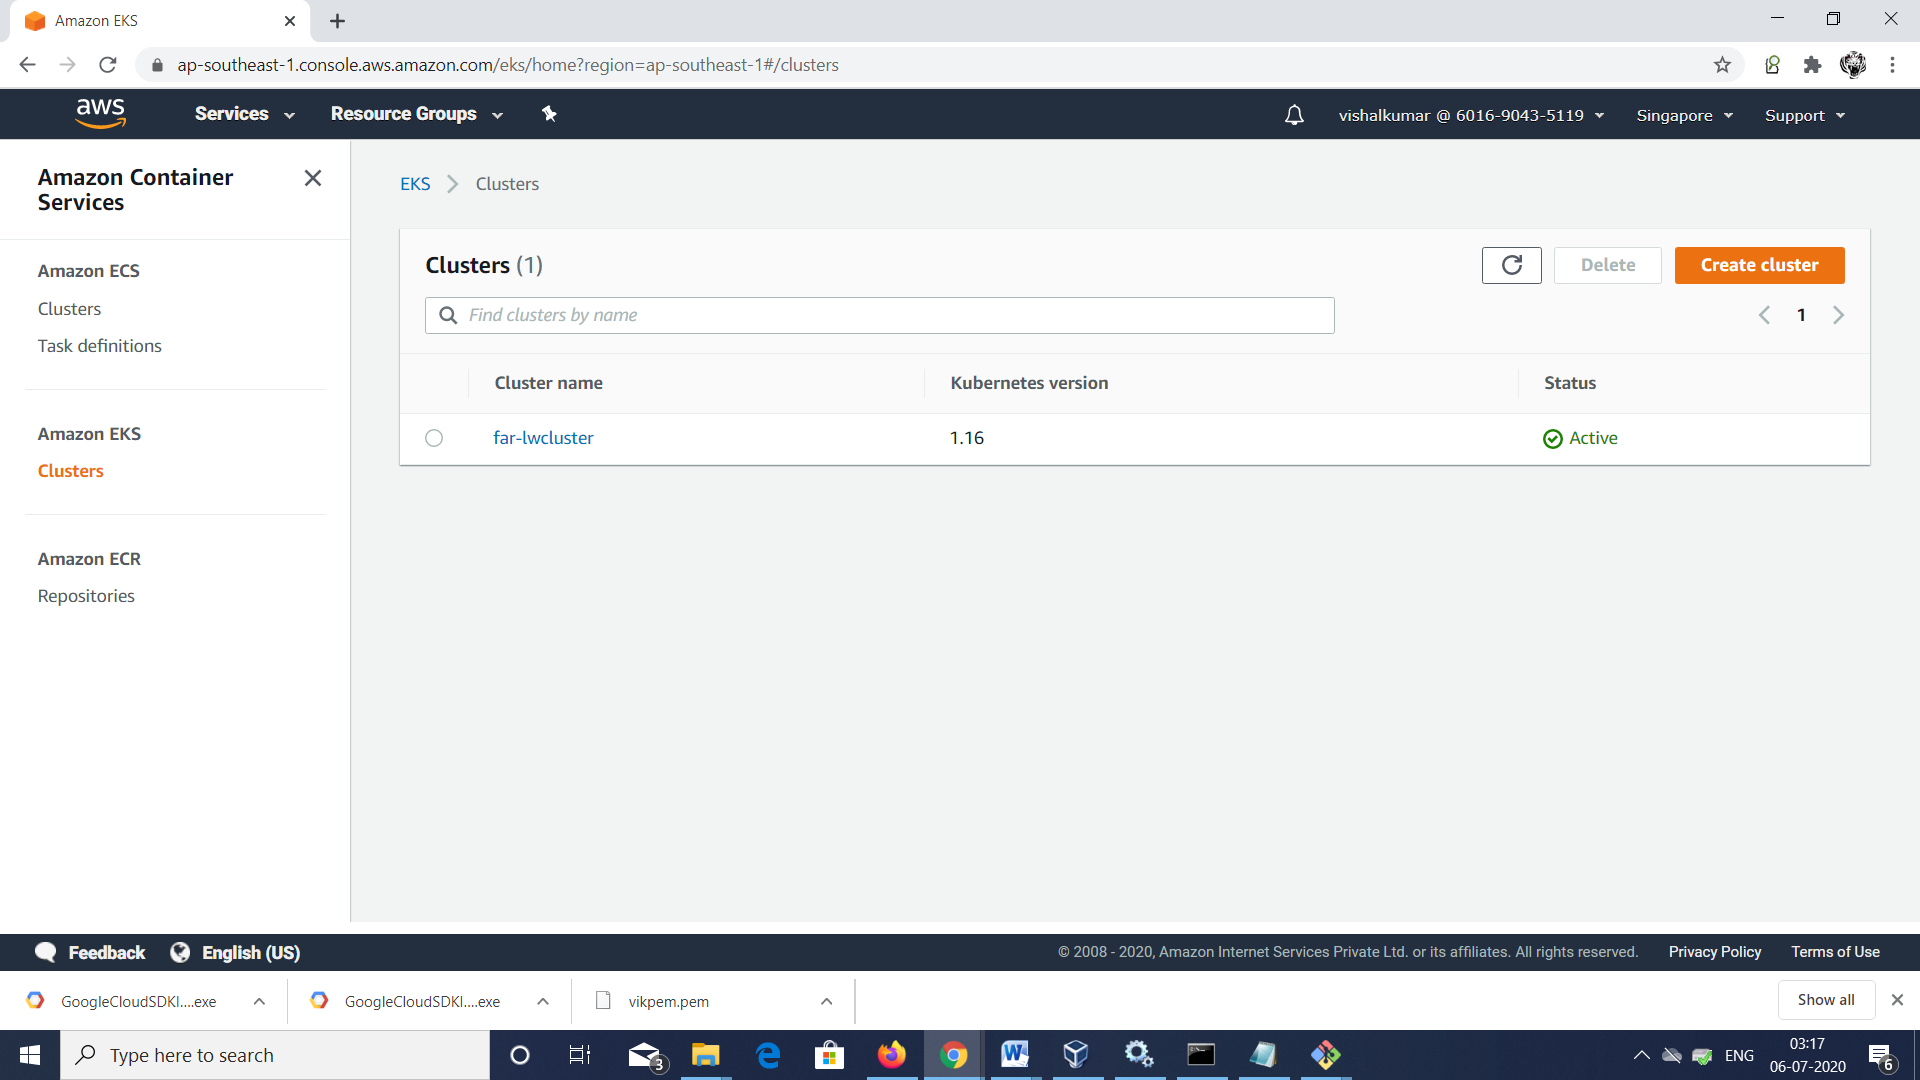 Amazon EKS
ap-southeast-1.console.aws.amazon.com/eks/home?region=ap-southeast-1#/clusters
aws
Services
Resource Groups
vishalkumar @ 6016-9043-5119
Singapore
Support
Amazon Container
Services
Amazon ECS
Clusters
Task definitions
Amazon EKS
Clusters
Amazon ECR
Repositories
EKS
Clusters
Clusters (1)
Delete
Create cluster
Find clusters by name
1
Cluster name
Kubernetes version
Status
far-lwcluster
1.16
Active
Feedback
English (US)
© 2008 - 2020, Amazon Internet Services Private Ltd. or its affiliates. All rights reserved.
Privacy Policy
Terms of Use
GoogleCloudSDKI....exe
GoogleCloudSDKI....exe
vikpem.pem
Show all
Type here to search
3
ENG
03:17
06-07-2020
6